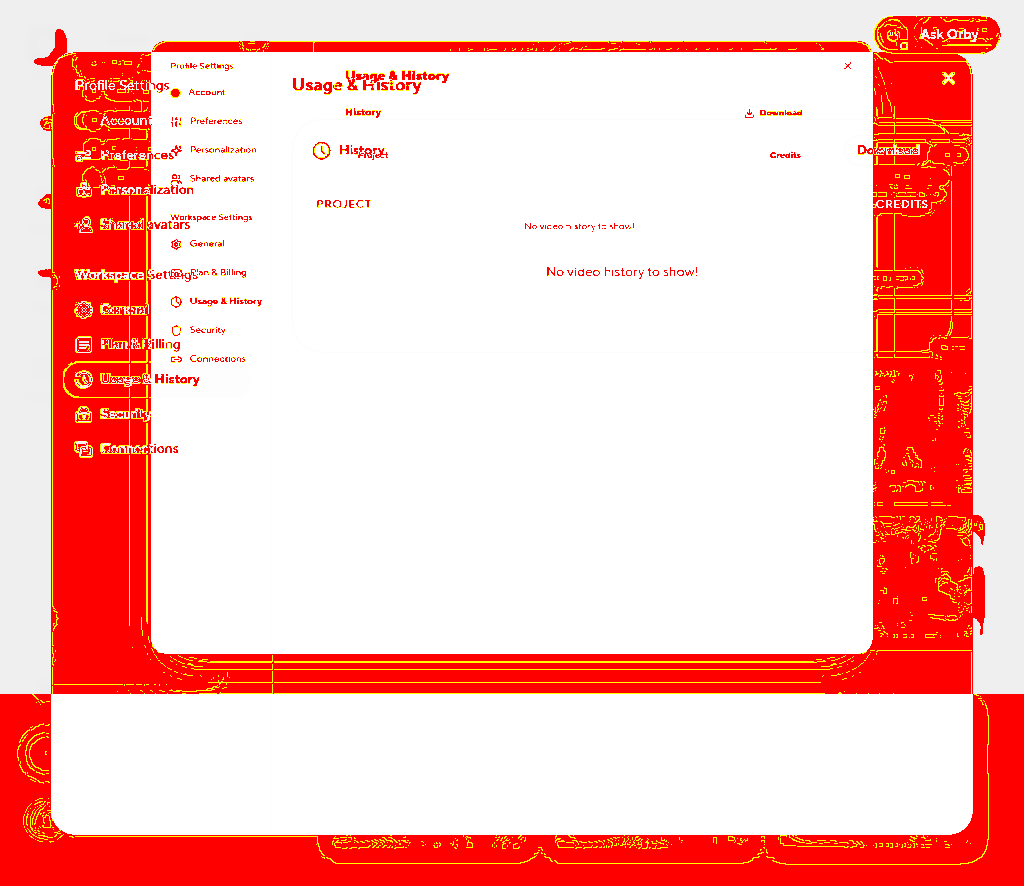 Ask Orby
Profile Settings
Account
Preferences
Personalization
Shared avatars
Workspace Settings
General
Plan & Billing
Usage & History
Security
Connections
Usage & History
History
Download
Project
Credits
No video history to show!
Profile Settings
Account
Preferences
Personalization
Shared avatars
Workspace Settings
General
Plan & Billing
Usage & History
Security
Connections
Usage & History
History
Download
PROJECT
CREDITS
No video history to show!